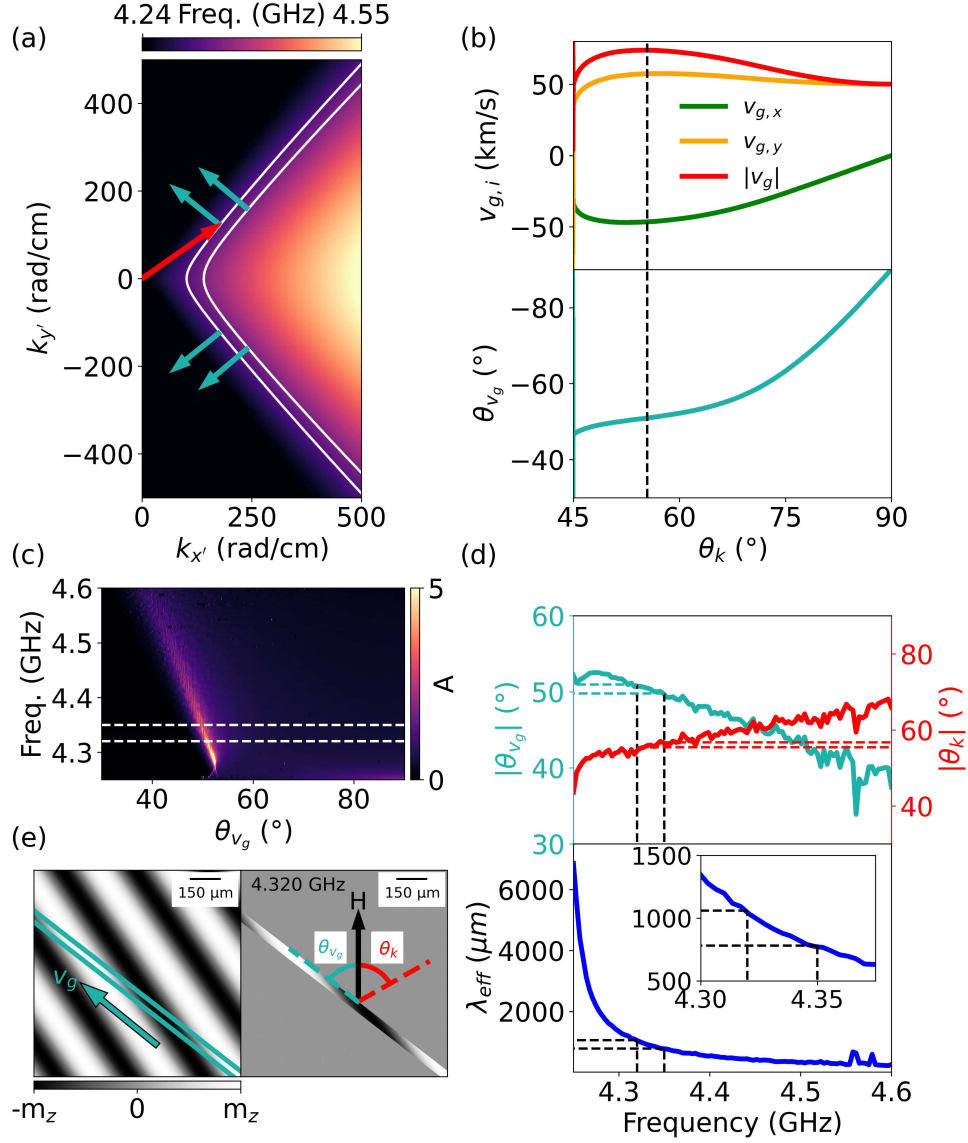 4.24 Freq. (GHz) 4.55
(a)
400
200
0
−200
−400
k_y' (rad/cm)
0
250
500
k_x' (rad/cm)
(b)
50
0
−50
v_g,i (km/s)
v_g,x
v_g,y
|v_g|
−80
−60
−40
θ_v_g (°)
45
60
75
90
θ_k (°)
(c)
4.6
4.5
4.4
4.3
Freq. (GHz)
40
60
80
θ_v_g (°)
5
0
A
(d)
60
50
40
30
|θ_v_g| (°)
80
60
40
|θ_k| (°)
6000
4000
2000
λ_eff (μm)
1500
1000
500
4.30
4.35
4.3
4.4
4.5
4.6
Frequency (GHz)
(e)
150 μm
v_g
4.320 GHz
150 μm
H
θ_v_g
θ_k
-m_z
0
m_z